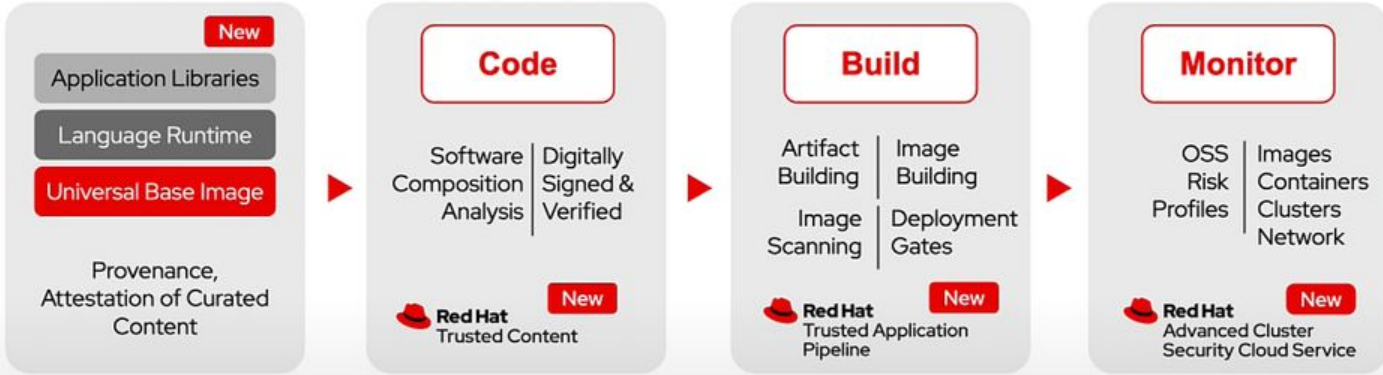 New
Application Libraries
Language Runtime
Universal Base Image
Provenance,
Attestation of Curated
Content
Code
Software
Composition
Analysis
Digitally
Signed &
Verified
New
Red Hat
Trusted Content
Build
Artifact
Building
Image
Building
Image
Scanning
Deployment
Gates
New
Red Hat
Trusted Application
Pipeline
Monitor
OSS
Risk
Profiles
Images
Containers
Clusters
Network
New
Red Hat
Advanced Cluster
Security Cloud Service